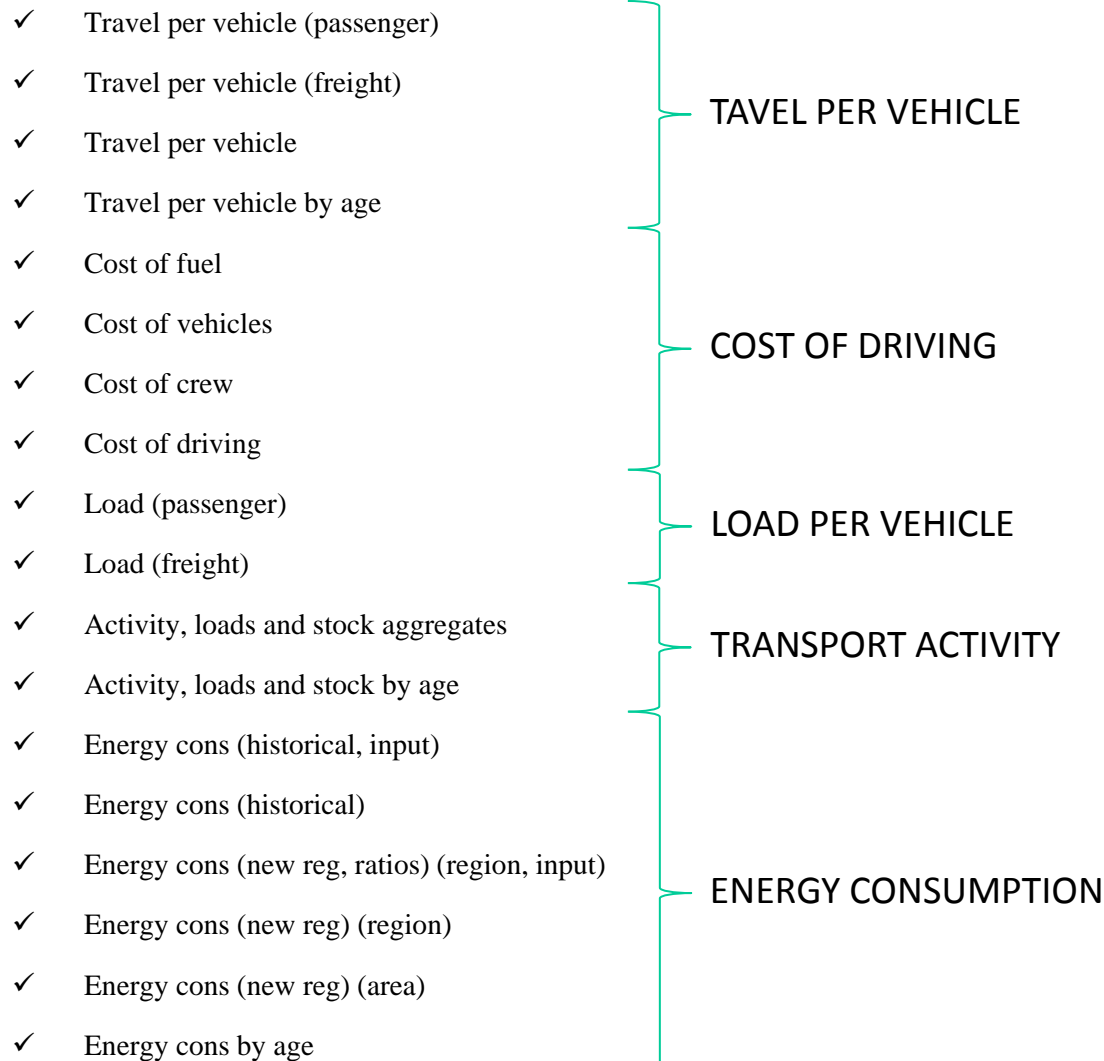 ✓ Travel per vehicle (passenger)
✓ Travel per vehicle (freight)
✓ Travel per vehicle
✓ Travel per vehicle by age
TAVEL PER VEHICLE
✓ Cost of fuel
✓ Cost of vehicles
✓ Cost of crew
✓ Cost of driving
COST OF DRIVING
✓ Load (passenger)
✓ Load (freight)
LOAD PER VEHICLE
✓ Activity, loads and stock aggregates
✓ Activity, loads and stock by age
TRANSPORT ACTIVITY
✓ Energy cons (historical, input)
✓ Energy cons (historical)
✓ Energy cons (new reg, ratios) (region, input)
✓ Energy cons (new reg) (region)
✓ Energy cons (new reg) (area)
✓ Energy cons by age
ENERGY CONSUMPTION